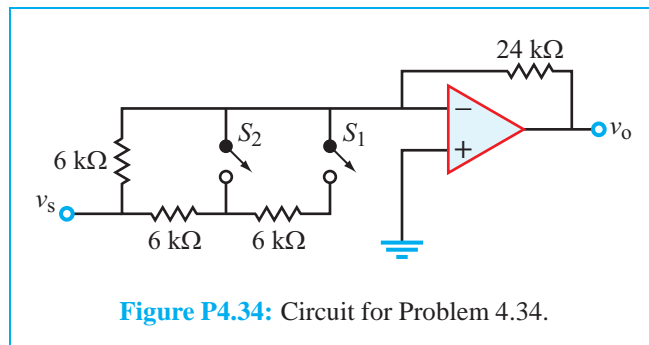 24 kΩ
S2
S1
−
+
vo
6 kΩ
vs
6 kΩ
6 kΩ
Figure P4.34: Circuit for Problem 4.34.